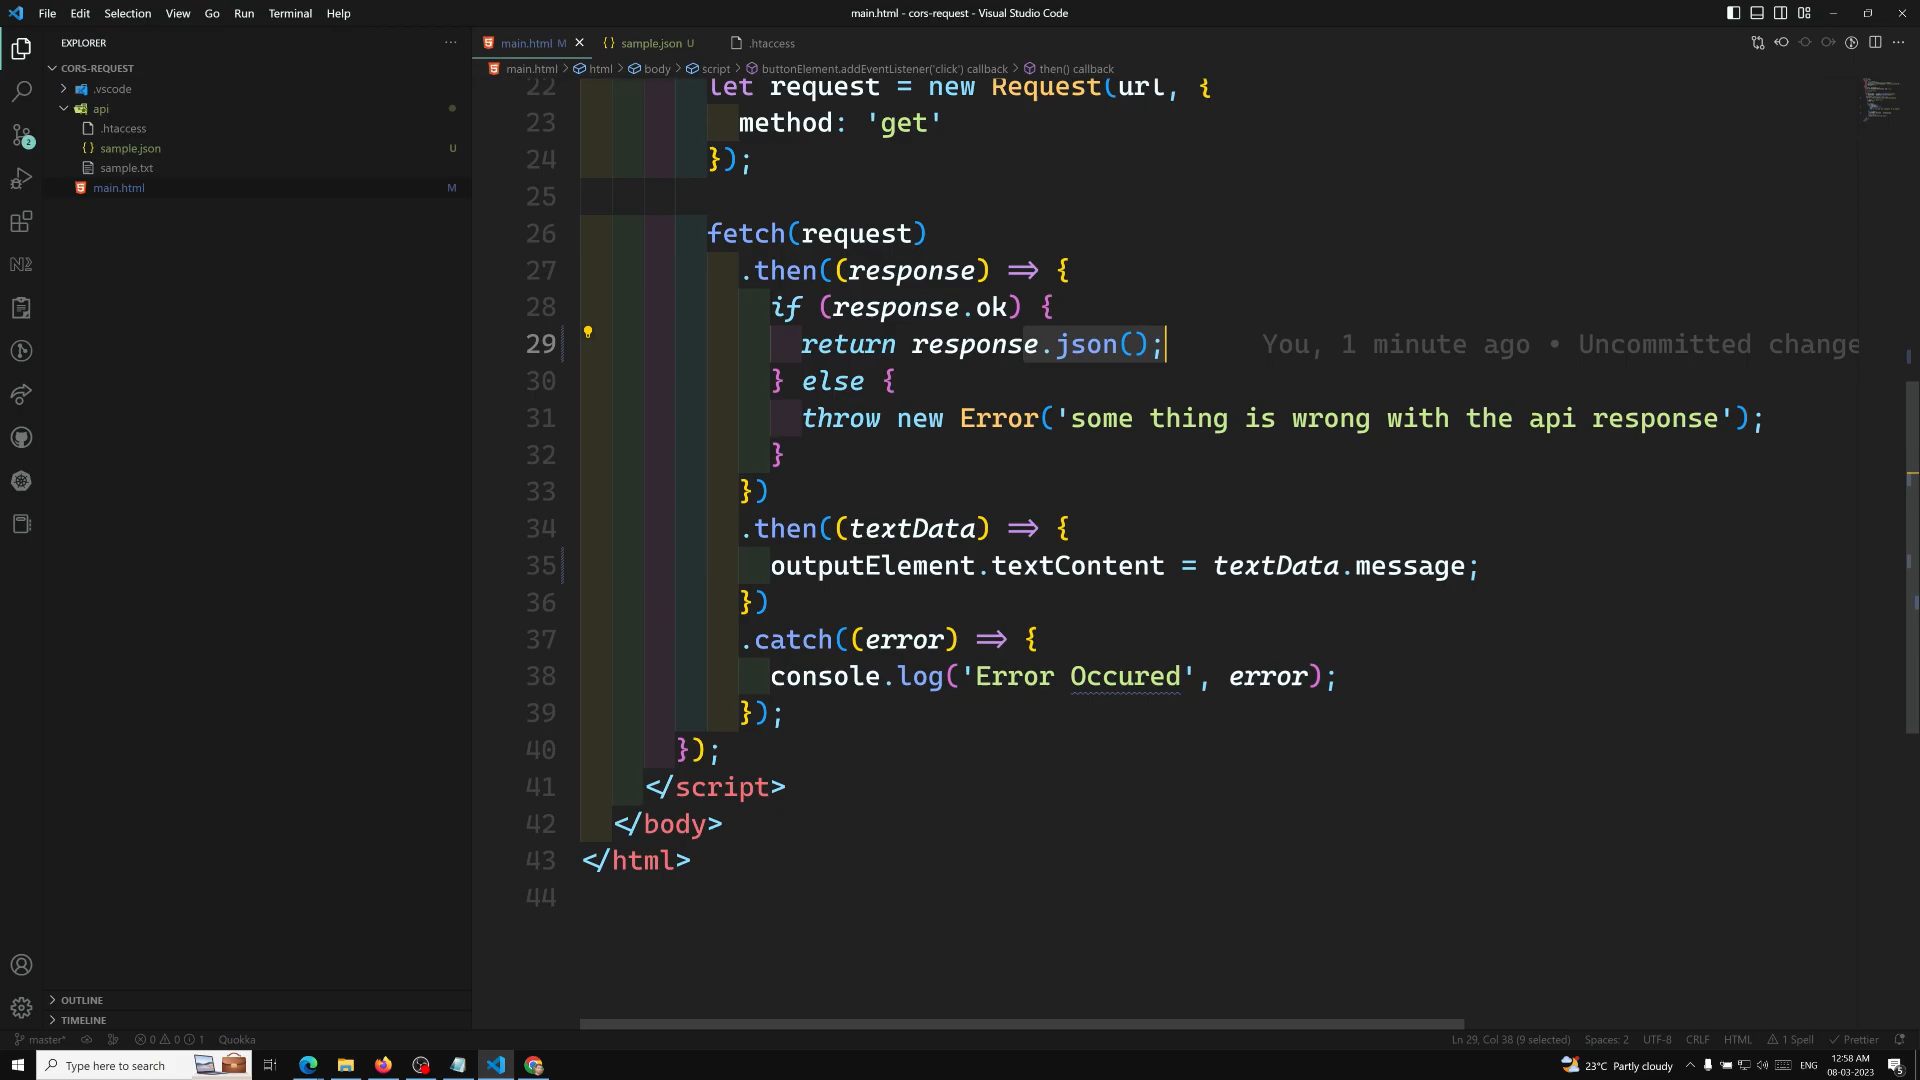 File Edit Selection View Go Run Terminal Help
main.html - cors-request - Visual Studio Code
EXPLORER
CORS-REQUEST
.vscode
api
.htaccess
sample.json U
sample.txt
main.html M
OUTLINE
TIMELINE
main.html M
sample.json U
.htaccess
main.html > html > body > script > buttonElement.addEventListener('click') callback > then() callback
22 let request = new Request(url, {
23 method: 'get'
24 });
25
26 fetch(request)
27 .then((response) => {
28 if (response.ok) {
29 return response.json(); You, 1 minute ago • Uncommitted change
30 } else {
31 throw new Error('some thing is wrong with the api response');
32 }
33 })
34 .then((textData) => {
35 outputElement.textContent = textData.message;
36 })
37 .catch((error) => {
38 console.log('Error Occured', error);
39 });
40 });
41 </script>
42 </body>
43 </html>
44
master* 0 0 1 Quokka
Ln 29, Col 38 (9 selected) Spaces: 2 UTF-8 CRLF HTML 1 Spell Prettier
Type here to search
23°C Partly cloudy ENG
12:58 AM
08-03-2023